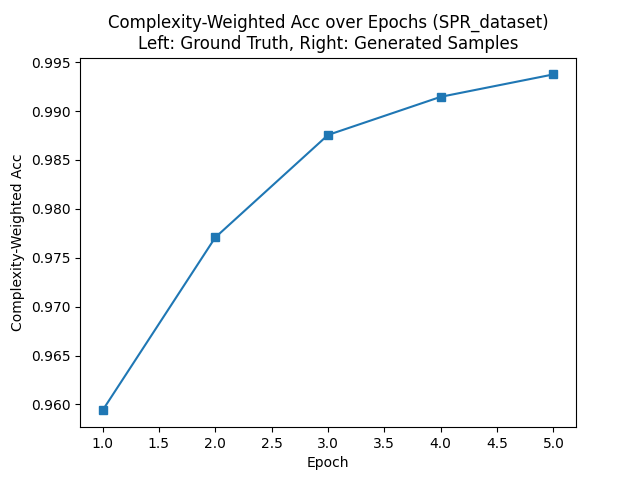 Complexity-Weighted Acc over Epochs (SPR_dataset)
Left: Ground Truth, Right: Generated Samples
0.995
0.990
0.985
0.980
0.975
0.970
0.965
0.960
Complexity-Weighted Acc
1.0 1.5 2.0 2.5 3.0 3.5 4.0 4.5 5.0
Epoch